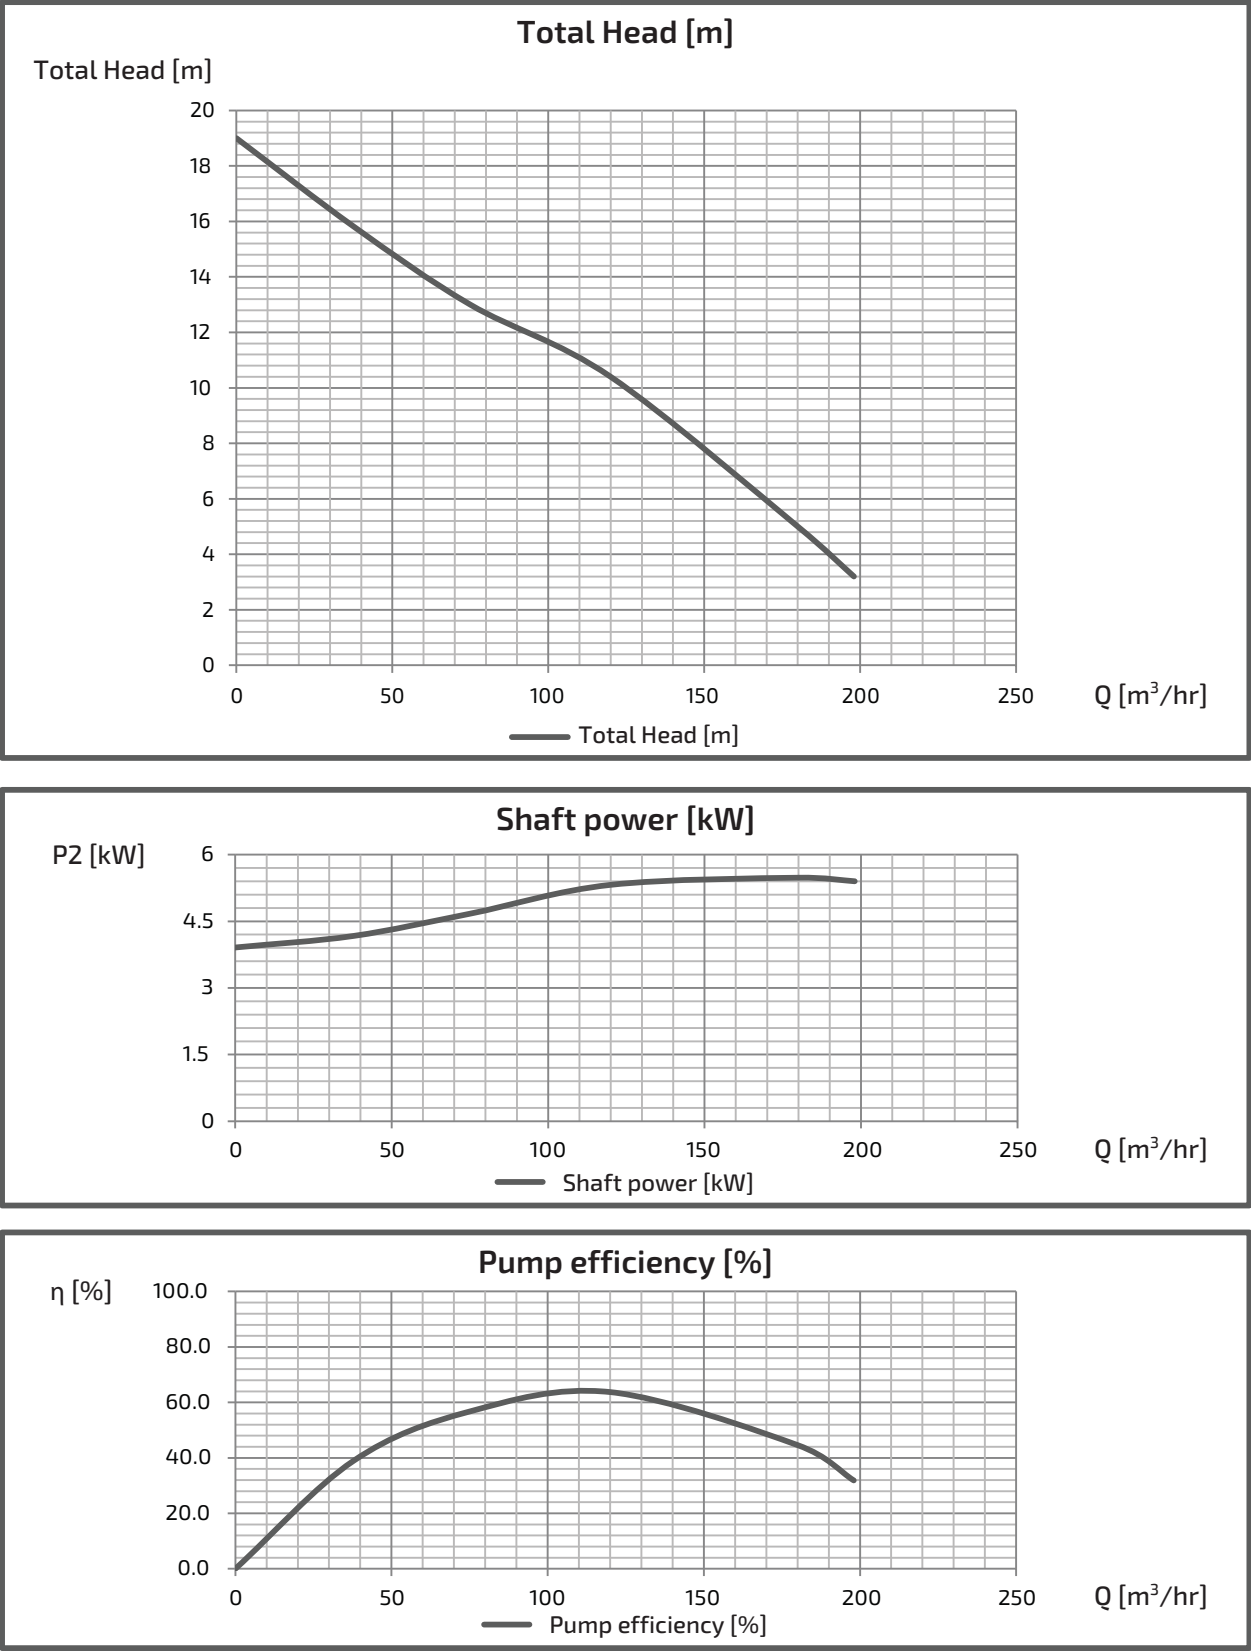 Total Head [m]
Total Head [m]
20
18
16
14
12
10
8
6
4
2
0
0 50 100 150 200 250 Q [m³/hr]
Total Head [m]
Shaft power [kW]
P2 [kW]
6
4.5
3
1.5
0
0 50 100 150 200 250 Q [m³/hr]
Shaft power [kW]
Pump efficiency [%]
η [%]
100.0
80.0
60.0
40.0
20.0
0.0
0 50 100 150 200 250 Q [m³/hr]
Pump efficiency [%]